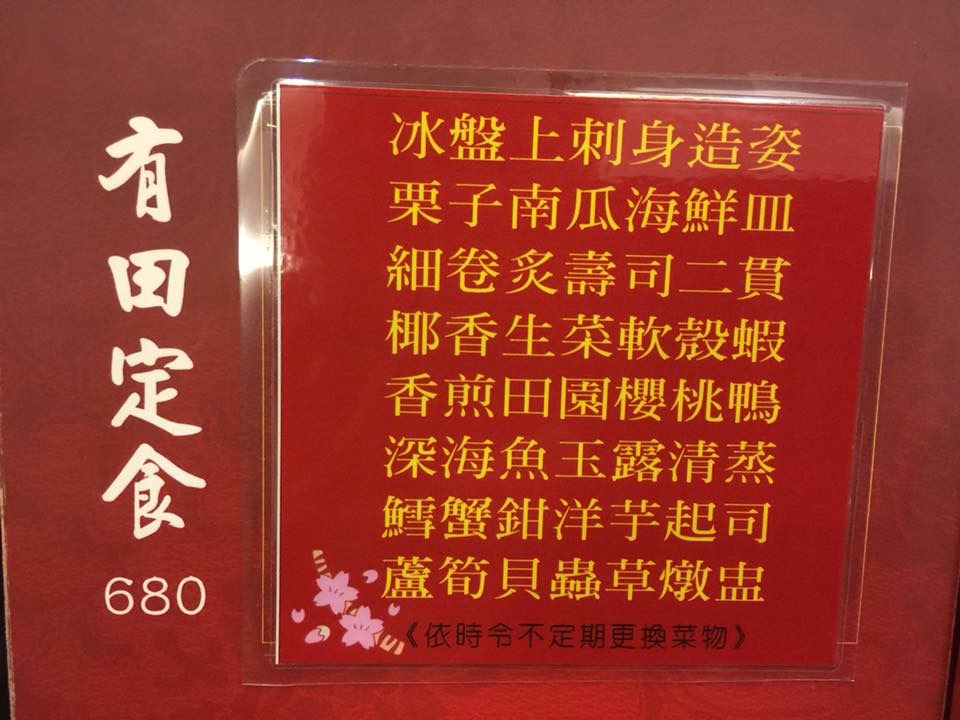 有田定食
680
冰盤上刺身造姿
栗子南瓜海鮮皿
細卷炙壽司二貫
椰香生菜軟殼蝦
香煎田園櫻桃鴨
深海魚玉露清蒸
鱈蟹鉗洋芋起司
蘆筍貝蟲草燉盅
《依時令不定期更換菜物》